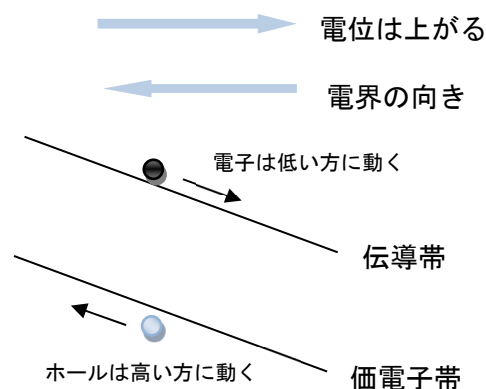 電位は上がる
電界の向き
電子は低い方に動く
伝導帯
ホールは高い方に動く
価電子帯